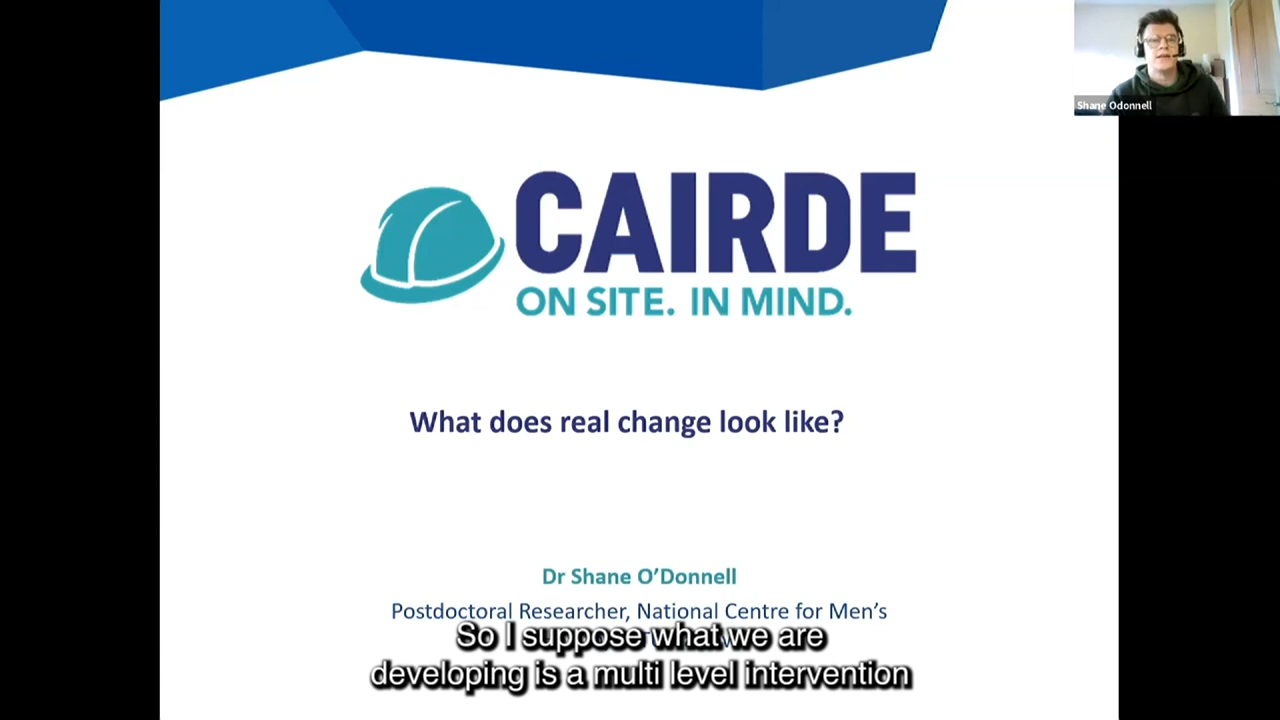 Shane Odonnell
CAIRDE
ON SITE. IN MIND.
What does real change look like?
Dr Shane O'Donnell
Postdoctoral Researcher, National Centre for Men's
So I suppose what we are
developing is a multi level intervention